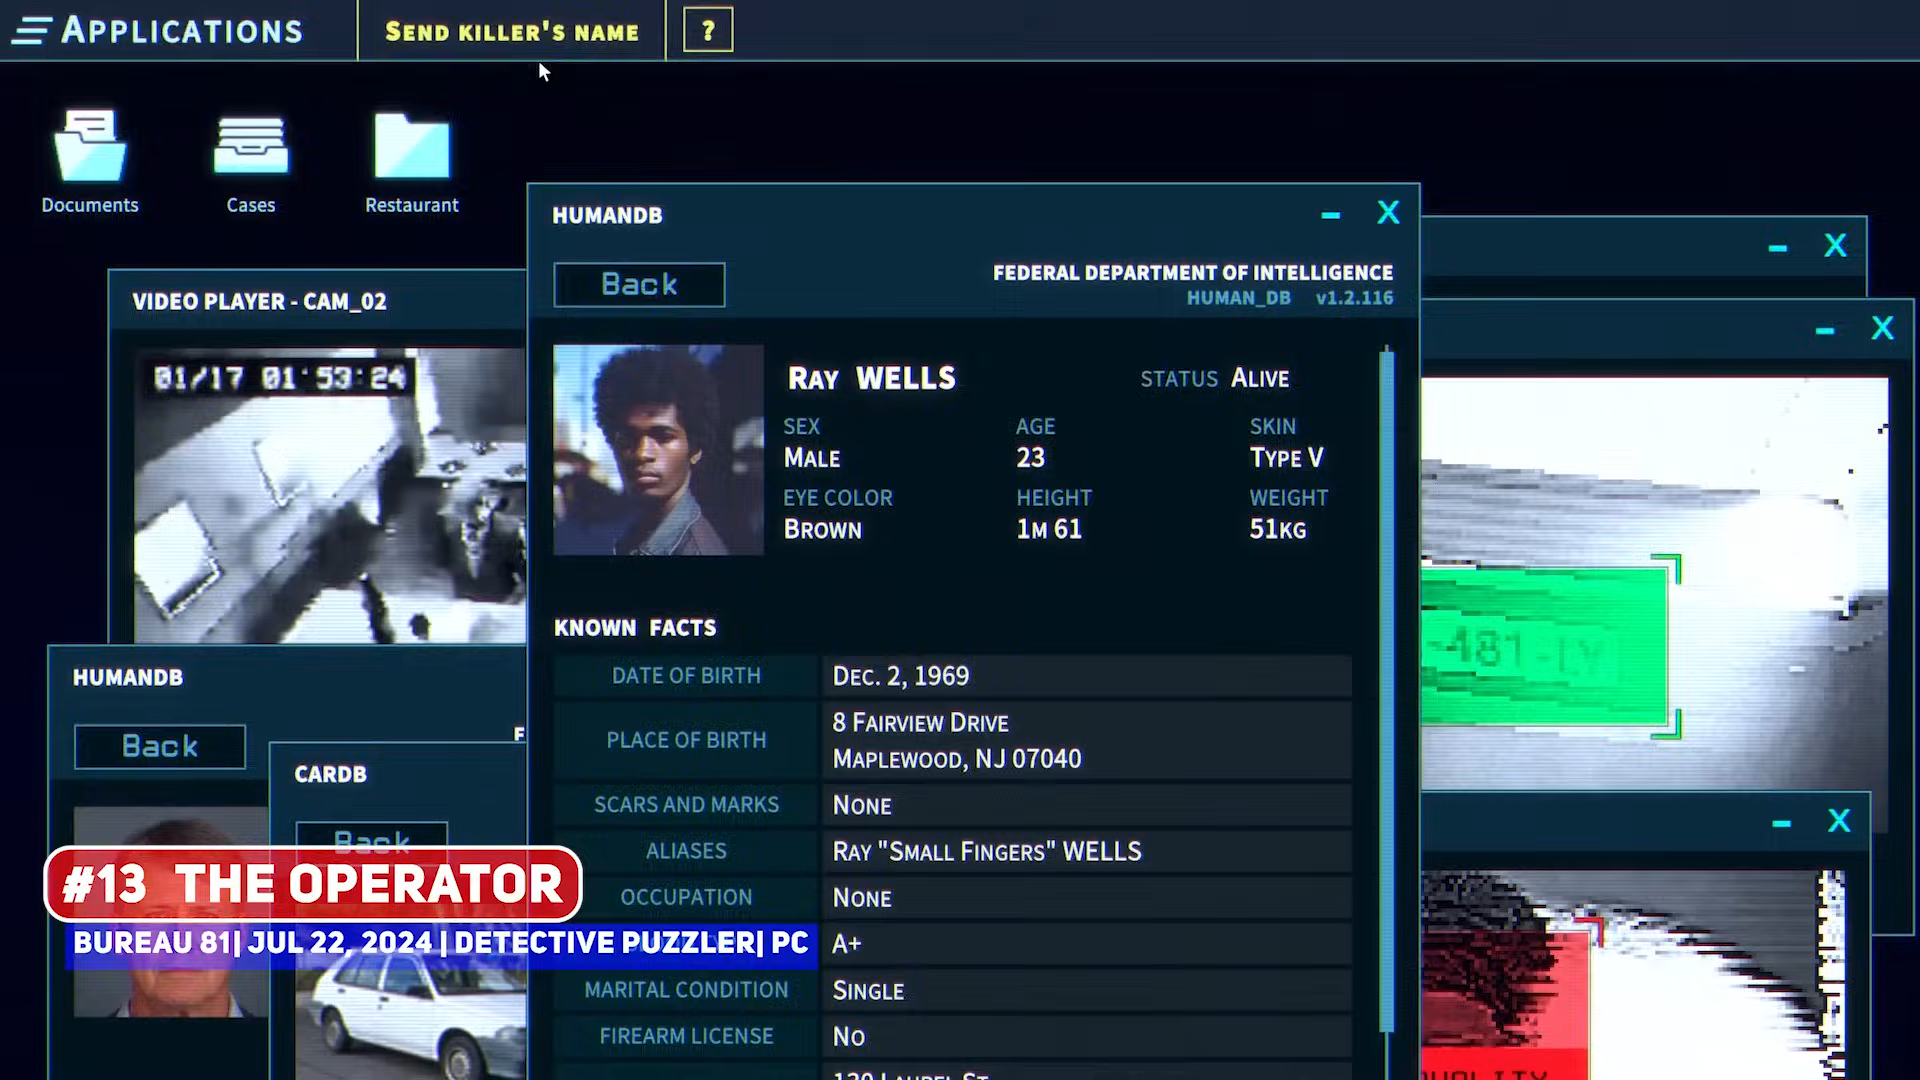 APPLICATIONS
SEND KILLER'S NAME
?
Documents
Cases
Restaurant
VIDEO PLAYER - CAM_02
01/17 01:53:24
HUMANDB
Back
FEDERAL DEPARTMENT OF INTELLIGENCE
HUMAN_DB v1.2.116
RAY WELLS
STATUS ALIVE
SEX AGE SKIN
MALE 23 TYPE V
EYE COLOR HEIGHT WEIGHT
BROWN 1M 61 51KG
KNOWN FACTS
DATE OF BIRTH DEC. 2, 1969
PLACE OF BIRTH 8 FAIRVIEW DRIVE
MAPLEWOOD, NJ 07040
SCARS AND MARKS NONE
ALIASES RAY "SMALL FINGERS" WELLS
OCCUPATION NONE
A+
MARITAL CONDITION SINGLE
FIREARM LICENSE NO
HUMANDB
Back
CARDB
Back
-481-LY
#13 THE OPERATOR
BUREAU 81| JUL 22, 2024 | DETECTIVE PUZZLER| PC